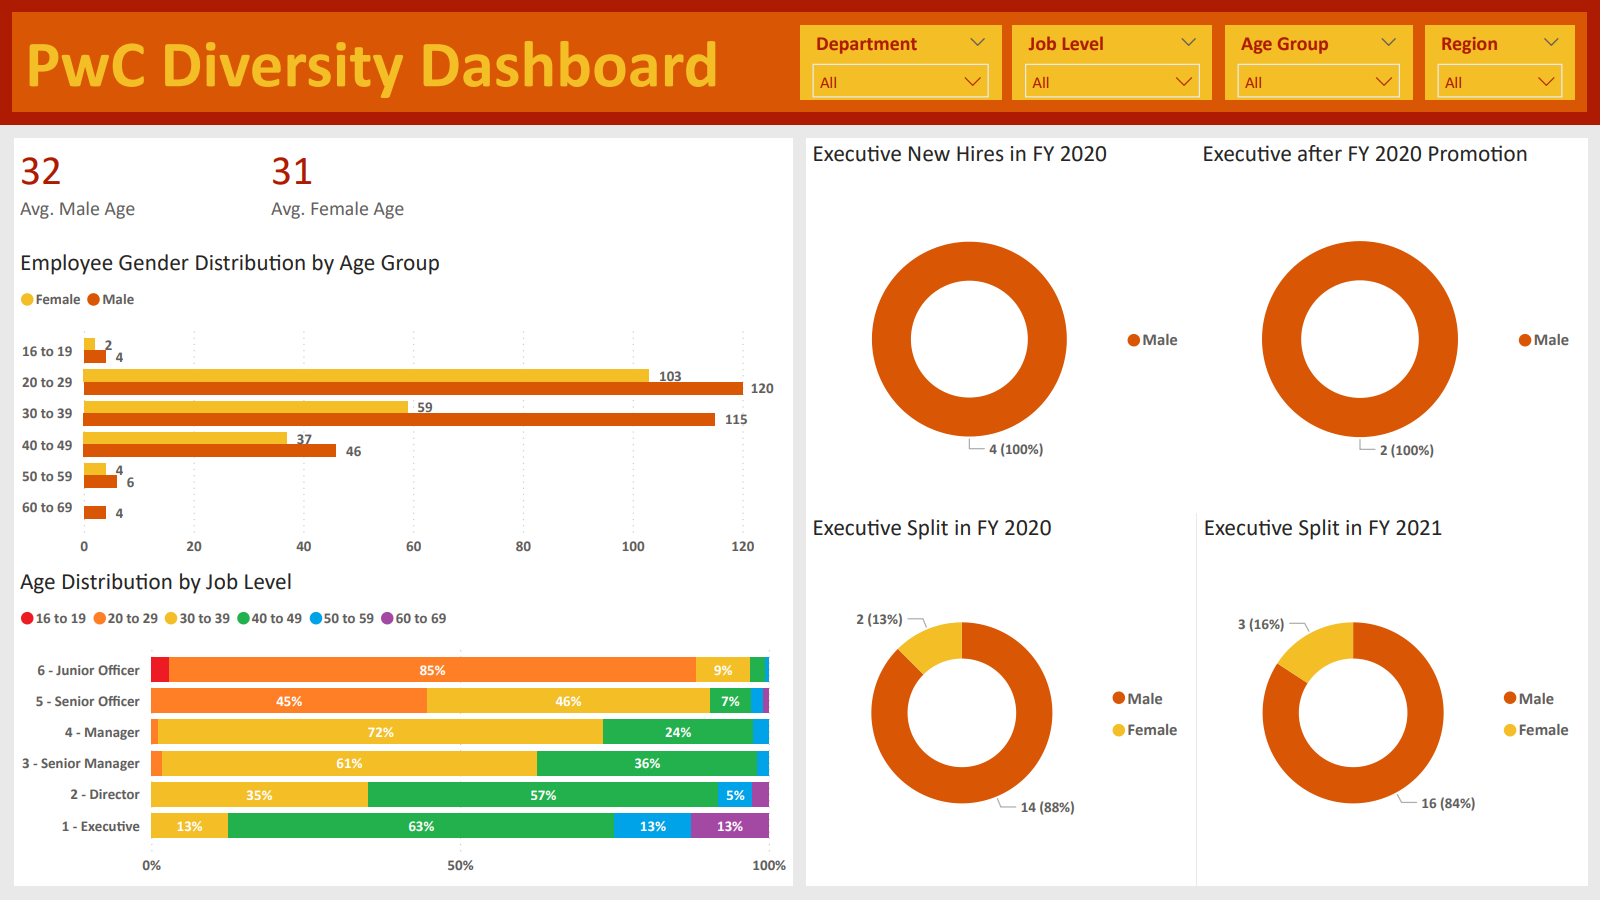 PwC Diversity Dashboard
Department
All
Job Level
All
Age Group
All
Region
All
32
Avg. Male Age
31
Avg. Female Age
Employee Gender Distribution by Age Group
Female Male
16 to 19 2 4
20 to 29 103 120
30 to 39 59 115
40 to 49 37 46
50 to 59 4 6
60 to 69 4
0 20 40 60 80 100 120
Age Distribution by Job Level
16 to 19 20 to 29 30 to 39 40 to 49 50 to 59 60 to 69
6 - Junior Officer 85% 9%
5 - Senior Officer 45% 46% 7%
4 - Manager 72% 24%
3 - Senior Manager 61% 36%
2 - Director 35% 57% 5%
1 - Executive 13% 63% 13% 13%
0% 50% 100%
Executive New Hires in FY 2020
Male
4 (100%)
Executive after FY 2020 Promotion
Male
2 (100%)
Executive Split in FY 2020
2 (13%)
Male
Female
14 (88%)
Executive Split in FY 2021
3 (16%)
Male
Female
16 (84%)